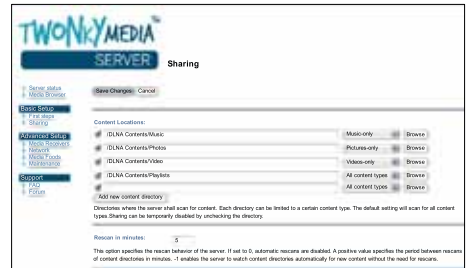 TWONKYMEDIA™
SERVER
Sharing
Server status
Media Browser
Save Changes Cancel
Basic Setup
First steps
Sharing
Advanced Setup
Media Receivers
Network
Media Feeds
Maintenance
Support
FAQ
Forum
Content Locations:
/DLNA Contents/Music Music-only Browse
/DLNA Contents/Photos Pictures-only Browse
/DLNA Contents/Video Videos-only Browse
/DLNA Contents/Playlists All content types Browse
All content types Browse
Add new content directory
Directories where the server shall scan for content. Each directory can be limited to a certain content type. The default setting will scan for all content
types.Sharing can be temporarily disabled by unchecking the directory.
Rescan in minutes: 5
This option specifies the rescan behavior of the server. If set to 0, automatic rescans are disabled. A positive value specifies the period between rescans
of content directories in minutes. -1 enables the server to watch content directories automatically for new content without the need for rescans.